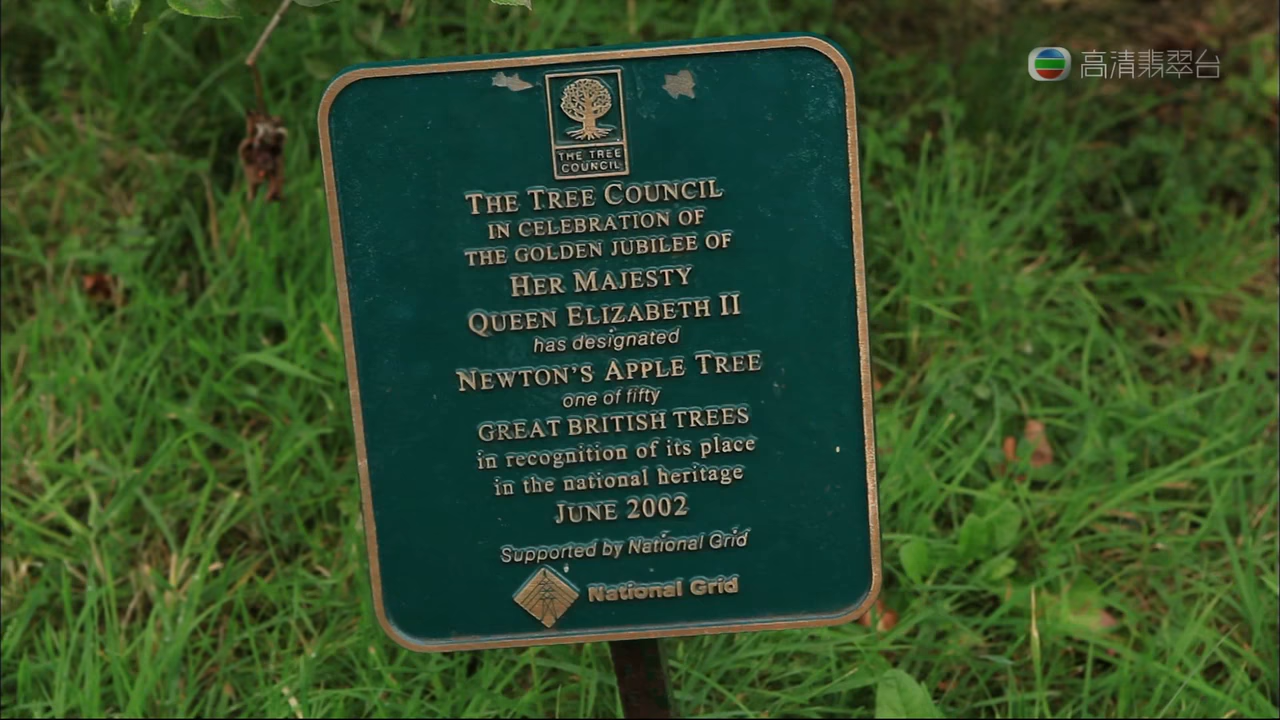 高清翡翠台
THE TREE
COUNCIL
THE TREE COUNCIL
IN CELEBRATION OF
THE GOLDEN JUBILEE OF
HER MAJESTY
QUEEN ELIZABETH II
has designated
NEWTON'S APPLE TREE
one of fifty
GREAT BRITISH TREES
in recognition of its place
in the national heritage
JUNE 2002
Supported by National Grid
National Grid